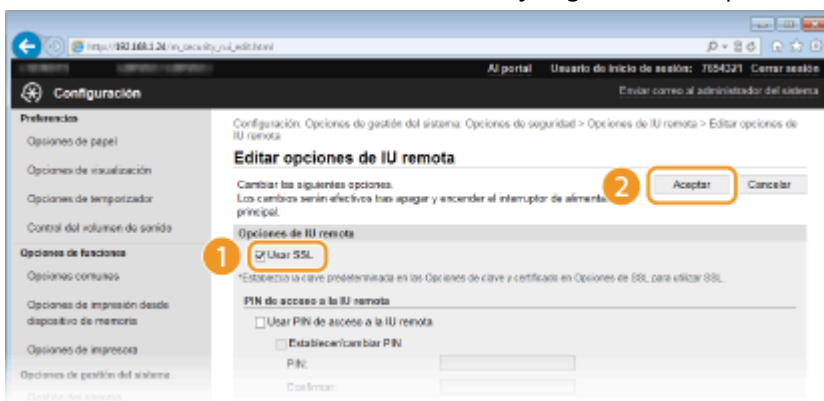 http://192.168.1.24/m_security_rui_edit.html
Al portal Usuario de inicio de sesión: 7654321 Cerrar sesión
Configuración
Enviar correo al administrador del sistema
Preferencias
Opciones de papel
Opciones de visualización
Opciones de temporizador
Control del volumen de sonido
Opciones de funciones
Opciones comunes
Opciones de impresión desde
dispositivo de memoria
Opciones de impresora
Opciones de gestión del sistema
Gestión del sistema
Configuración: Opciones de gestión del sistema: Opciones de seguridad > Opciones de IU remota > Editar opciones de
IU remota
Editar opciones de IU remota
Cambiar las siguientes opciones.
Los cambios serán efectivos tras apagar y encender el interruptor de alimenta
principal.
2
Aceptar
Cancelar
Opciones de IU remota
1
Usar SSL
*Establezca la clave predeterminada en las Opciones de clave y certificado en Opciones de SSL para utilizar SSL.
PIN de acceso a la IU remota
Usar PIN de acceso a la IU remota
Establecer/cambiar PIN
PIN:
Confirmar: